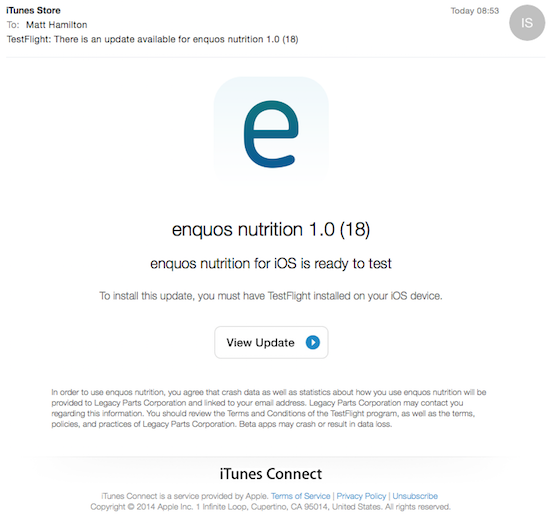 iTunes Store
Today 08:53
IS
To: Matt Hamilton
TestFlight: There is an update available for enquos nutrition 1.0 (18)
e
enquos nutrition 1.0 (18)
enquos nutrition for iOS is ready to test
To install this update, you must have TestFlight installed on your iOS device.
View Update
In order to use enquos nutrition, you agree that crash data as well as statistics about how you use enquos nutrition will be
provided to Legacy Parts Corporation and linked to your email address. Legacy Parts Corporation may contact you
regarding this information. You should review the Terms and Conditions of the TestFlight program, as well as the terms,
policies, and practices of Legacy Parts Corporation. Beta apps may crash or result in data loss.
iTunes Connect
iTunes Connect is a service provided by Apple. Terms of Service | Privacy Policy | Unsubscribe
Copyright © 2014 Apple Inc. 1 Infinite Loop, Cupertino, CA 95014, United States. All rights reserved.